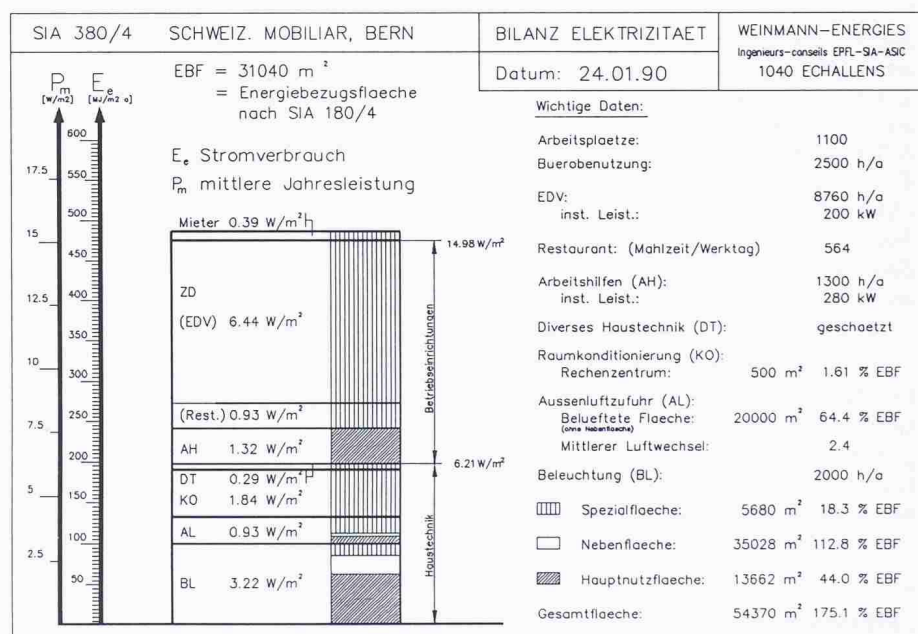 SIA 380/4 SCHWEIZ. MOBILIAR, BERN
BILANZ ELEKTRIZITAET
Datum: 24.01.90
WEINMANN-ENERGIES
Ingenieurs-conseils EPFL-SIA-ASIC
1040 ECHALLENS
Pm Ee
[W/m2] [MJ/m2 a]
EBF = 31040 m²
= Energiebezugsflaeche
nach SIA 180/4
Ee Stromverbrauch
Pm mittlere Jahresleistung
17.5
15
12.5
10
7.5
5
2.5
600
550
500
450
400
350
300
250
200
150
100
50
Mieter 0.39 W/m²
14.98 W/m²
ZD
(EDV) 6.44 W/m²
(Rest.) 0.93 W/m²
AH 1.32 W/m²
6.21 W/m²
DT 0.29 W/m²
KO 1.84 W/m²
AL 0.93 W/m²
BL 3.22 W/m²
Betriebseinrichtungen
Haustechnik
Wichtige Daten:
Arbeitsplaetze: 1100
Buerobenutzung: 2500 h/a
EDV: 8760 h/a
inst. Leist.: 200 kW
Restaurant: (Mahlzeit/Werktag) 564
Arbeitshilfen (AH): 1300 h/a
inst. Leist.: 280 kW
Diverses Haustechnik (DT): geschaetzt
Raumkonditionierung (KO):
Rechenzentrum: 500 m² 1.61 % EBF
Aussenluftzufuhr (AL):
Belueftete Flaeche: 20000 m² 64.4 % EBF
(ohne Nebenflaeche)
Mittlerer Luftwechsel: 2.4
Beleuchtung (BL): 2000 h/a
Spezialflaeche: 5680 m² 18.3 % EBF
Nebenflaeche: 35028 m² 112.8 % EBF
Hauptnutzflaeche: 13662 m² 44.0 % EBF
Gesamtflaeche: 54370 m² 175.1 % EBF